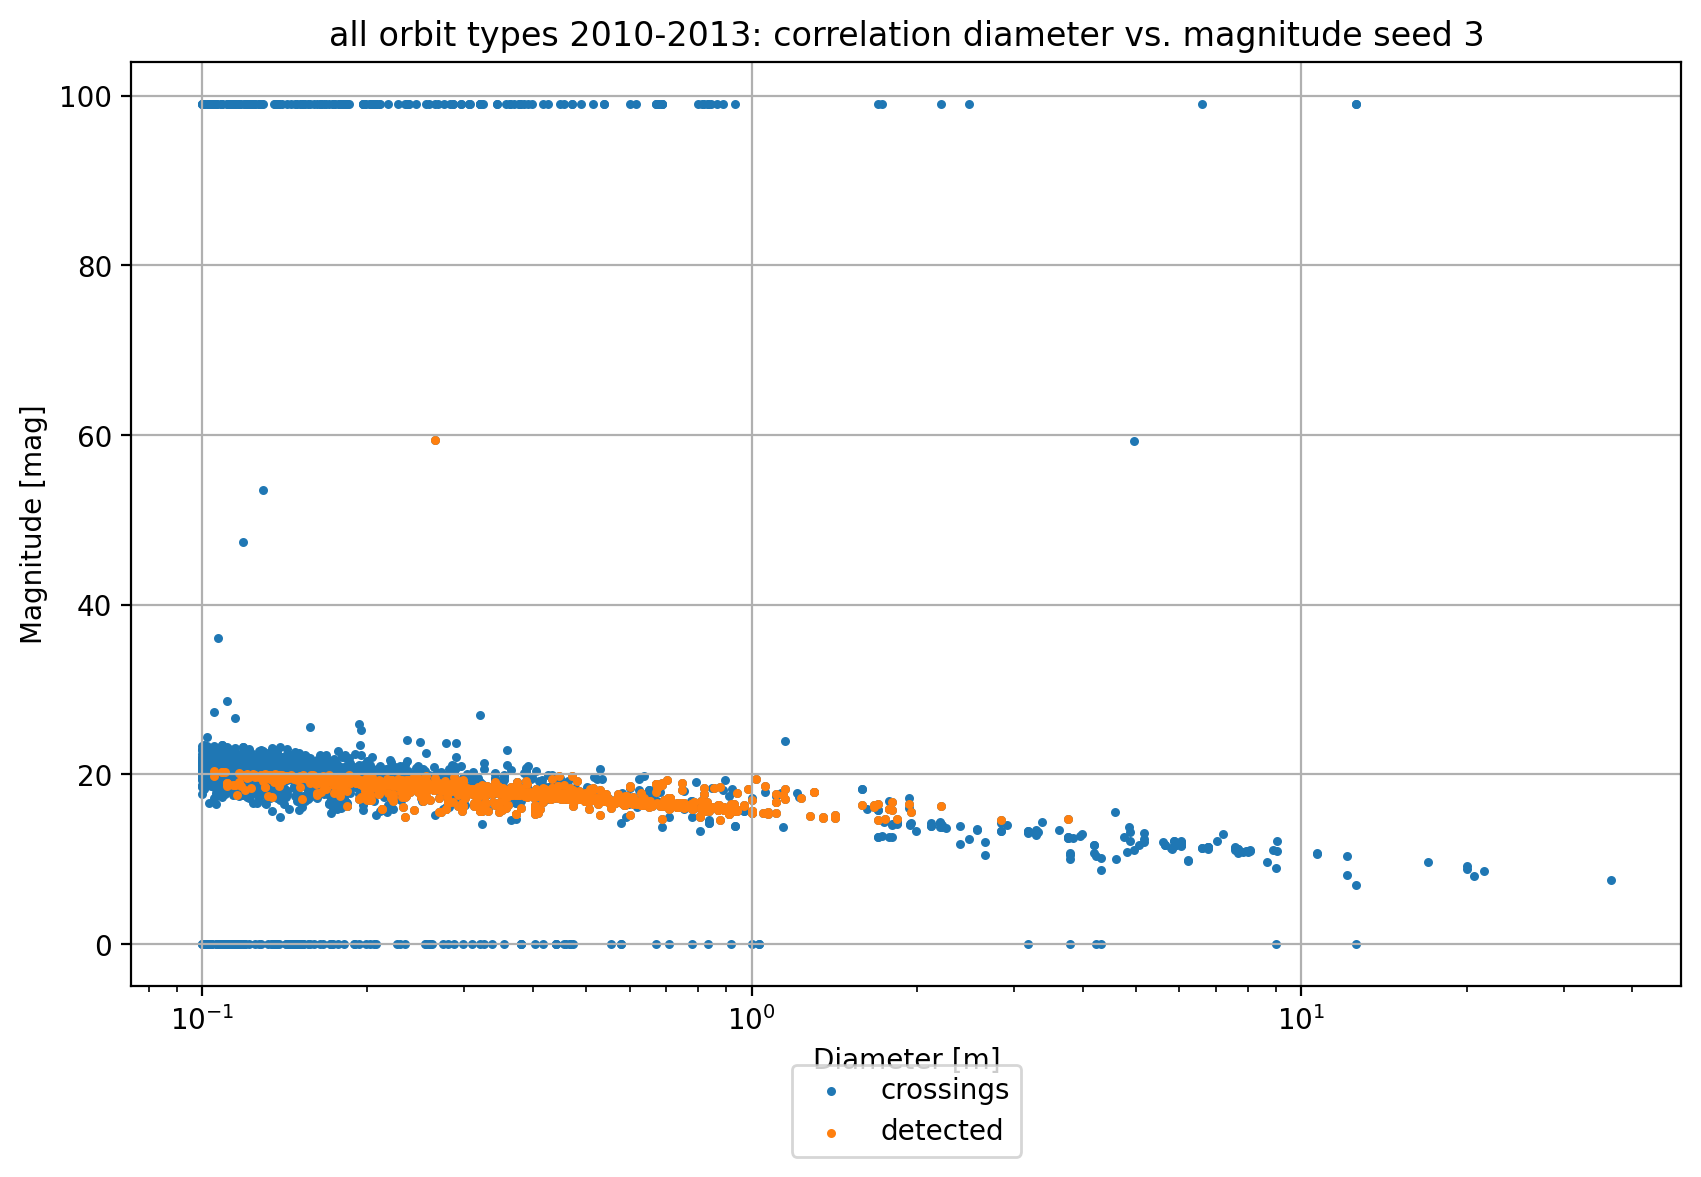 all orbit types 2010-2013: correlation diameter vs. magnitude seed 3
100
80
60
40
20
0
Magnitude [mag]
10⁻¹
10⁰
10¹
Diameter [m]
crossings
detected